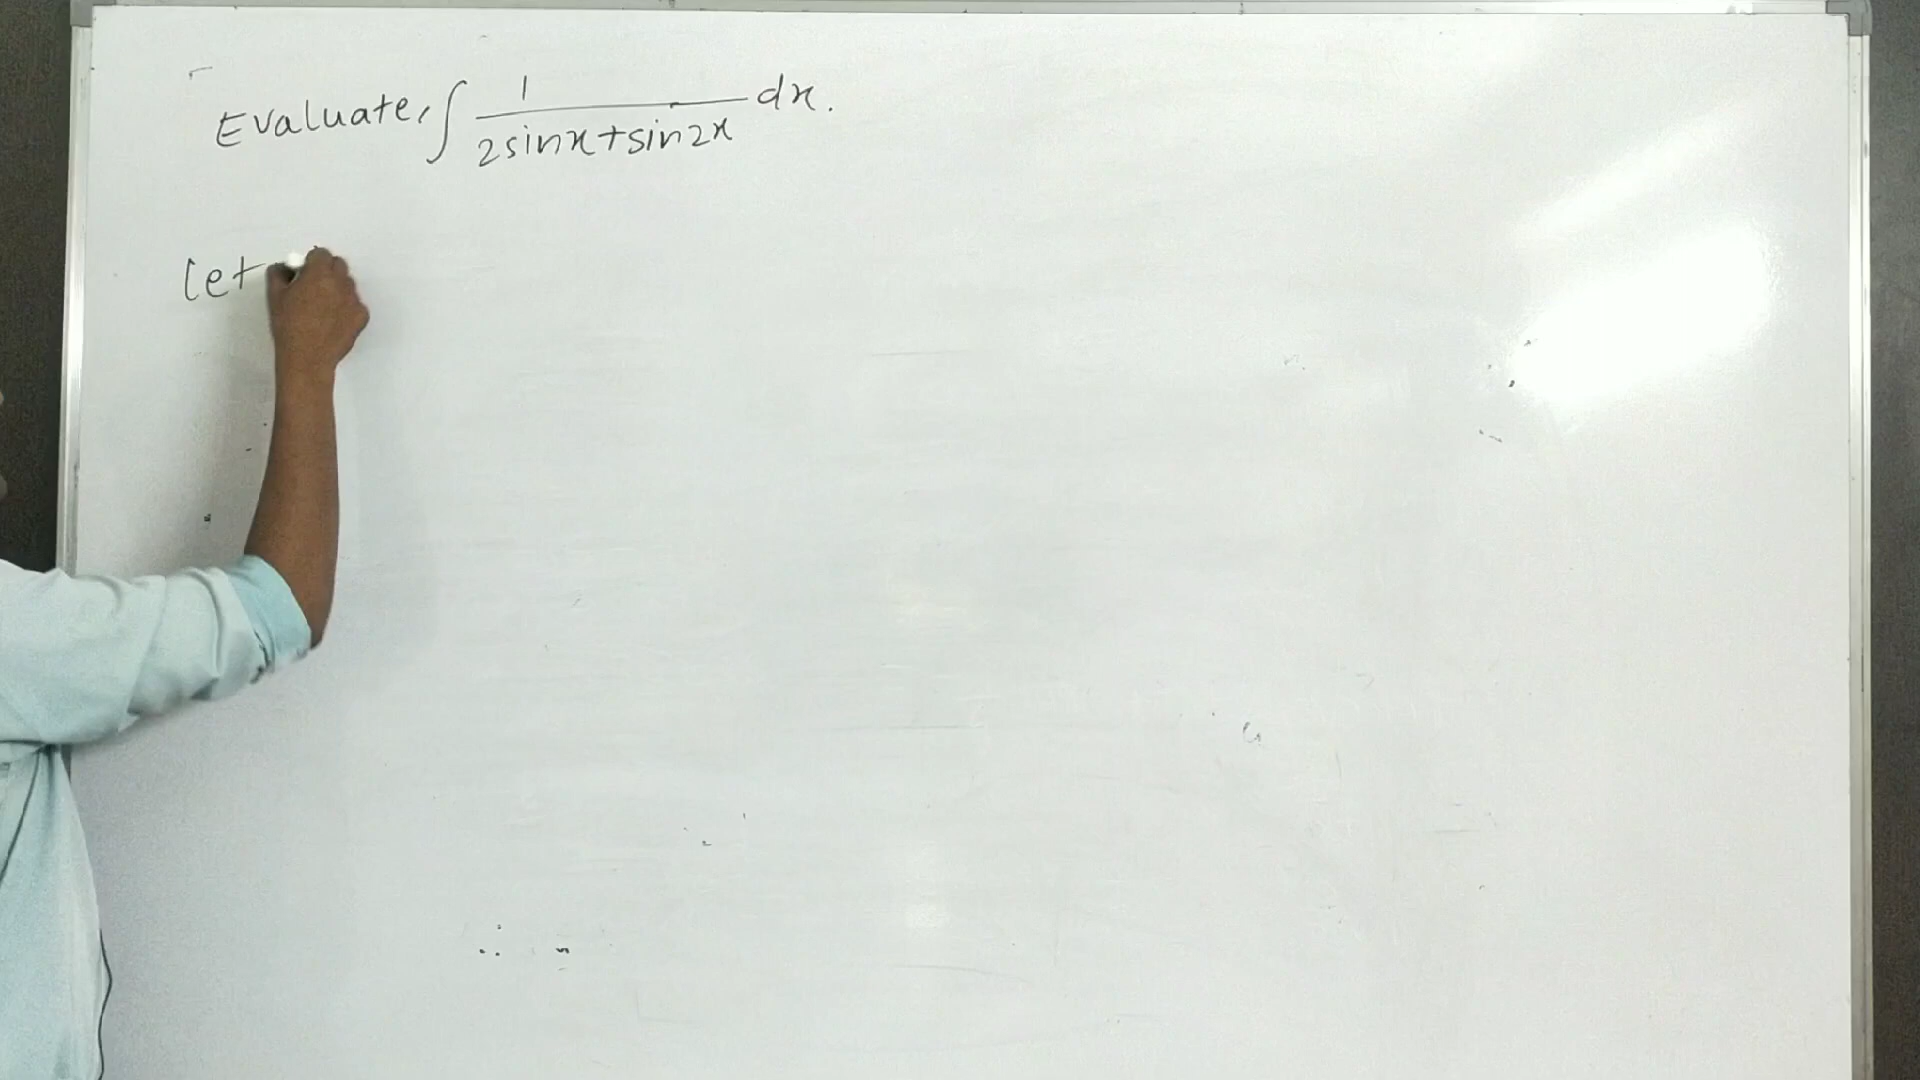 Evaluate, ∫ 1/(2sinx+sin2x) dx.
Let